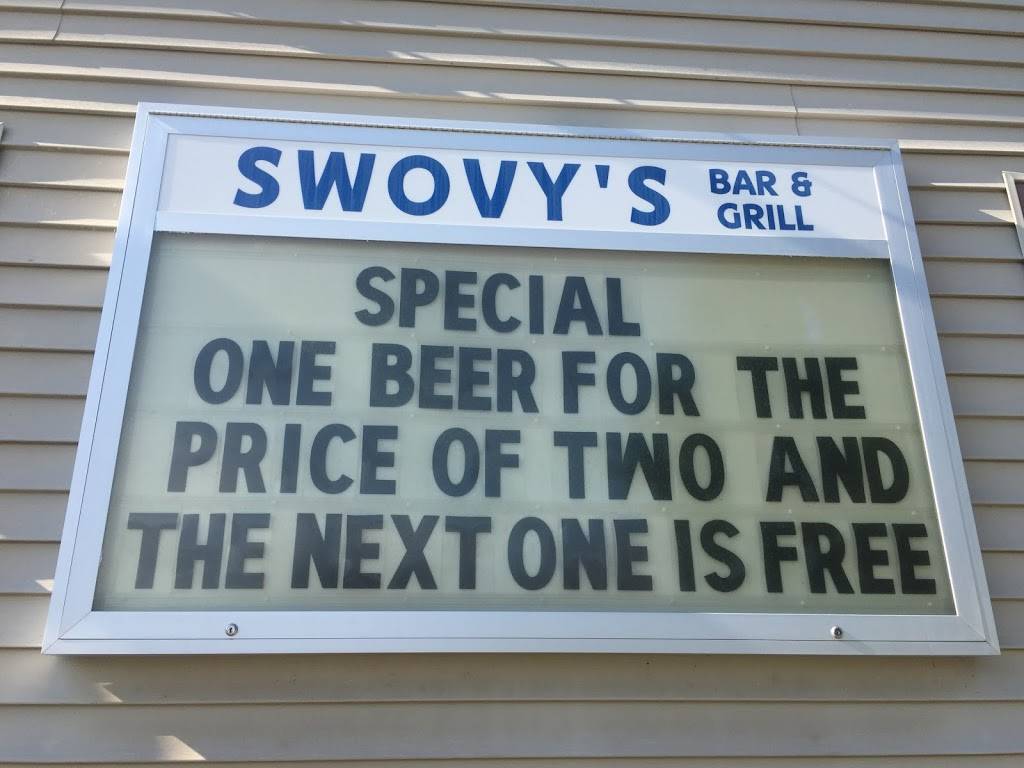 SWOVY'S BAR &
GRILL
SPECIAL
ONE BEER FOR THE
PRICE OF TWO AND
THE NEXT ONE IS FREE